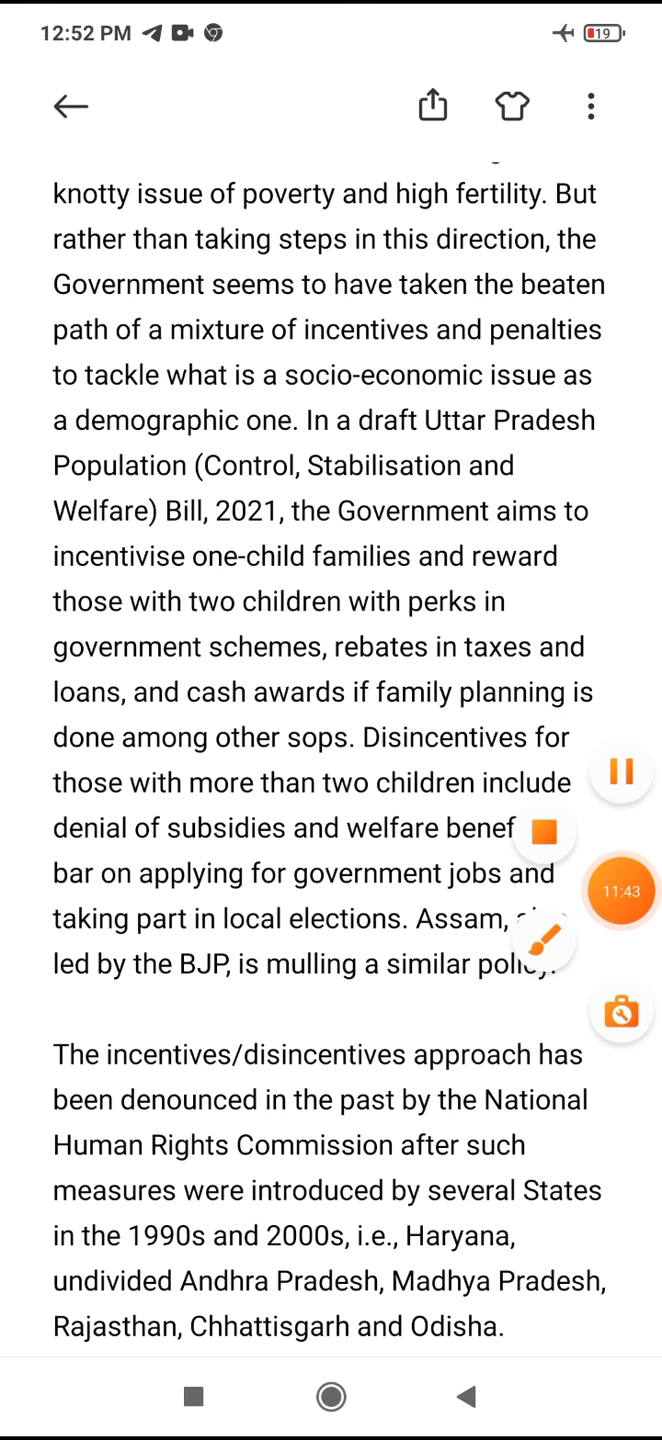 12:52 PM
19
knotty issue of poverty and high fertility. But
rather than taking steps in this direction, the
Government seems to have taken the beaten
path of a mixture of incentives and penalties
to tackle what is a socio-economic issue as
a demographic one. In a draft Uttar Pradesh
Population (Control, Stabilisation and
Welfare) Bill, 2021, the Government aims to
incentivise one-child families and reward
those with two children with perks in
government schemes, rebates in taxes and
loans, and cash awards if family planning is
done among other sops. Disincentives for
those with more than two children include
denial of subsidies and welfare benef
bar on applying for government jobs and
11:43
taking part in local elections. Assam,
led by the BJP, is mulling a similar policy.
The incentives/disincentives approach has
been denounced in the past by the National
Human Rights Commission after such
measures were introduced by several States
in the 1990s and 2000s, i.e., Haryana,
undivided Andhra Pradesh, Madhya Pradesh,
Rajasthan, Chhattisgarh and Odisha.